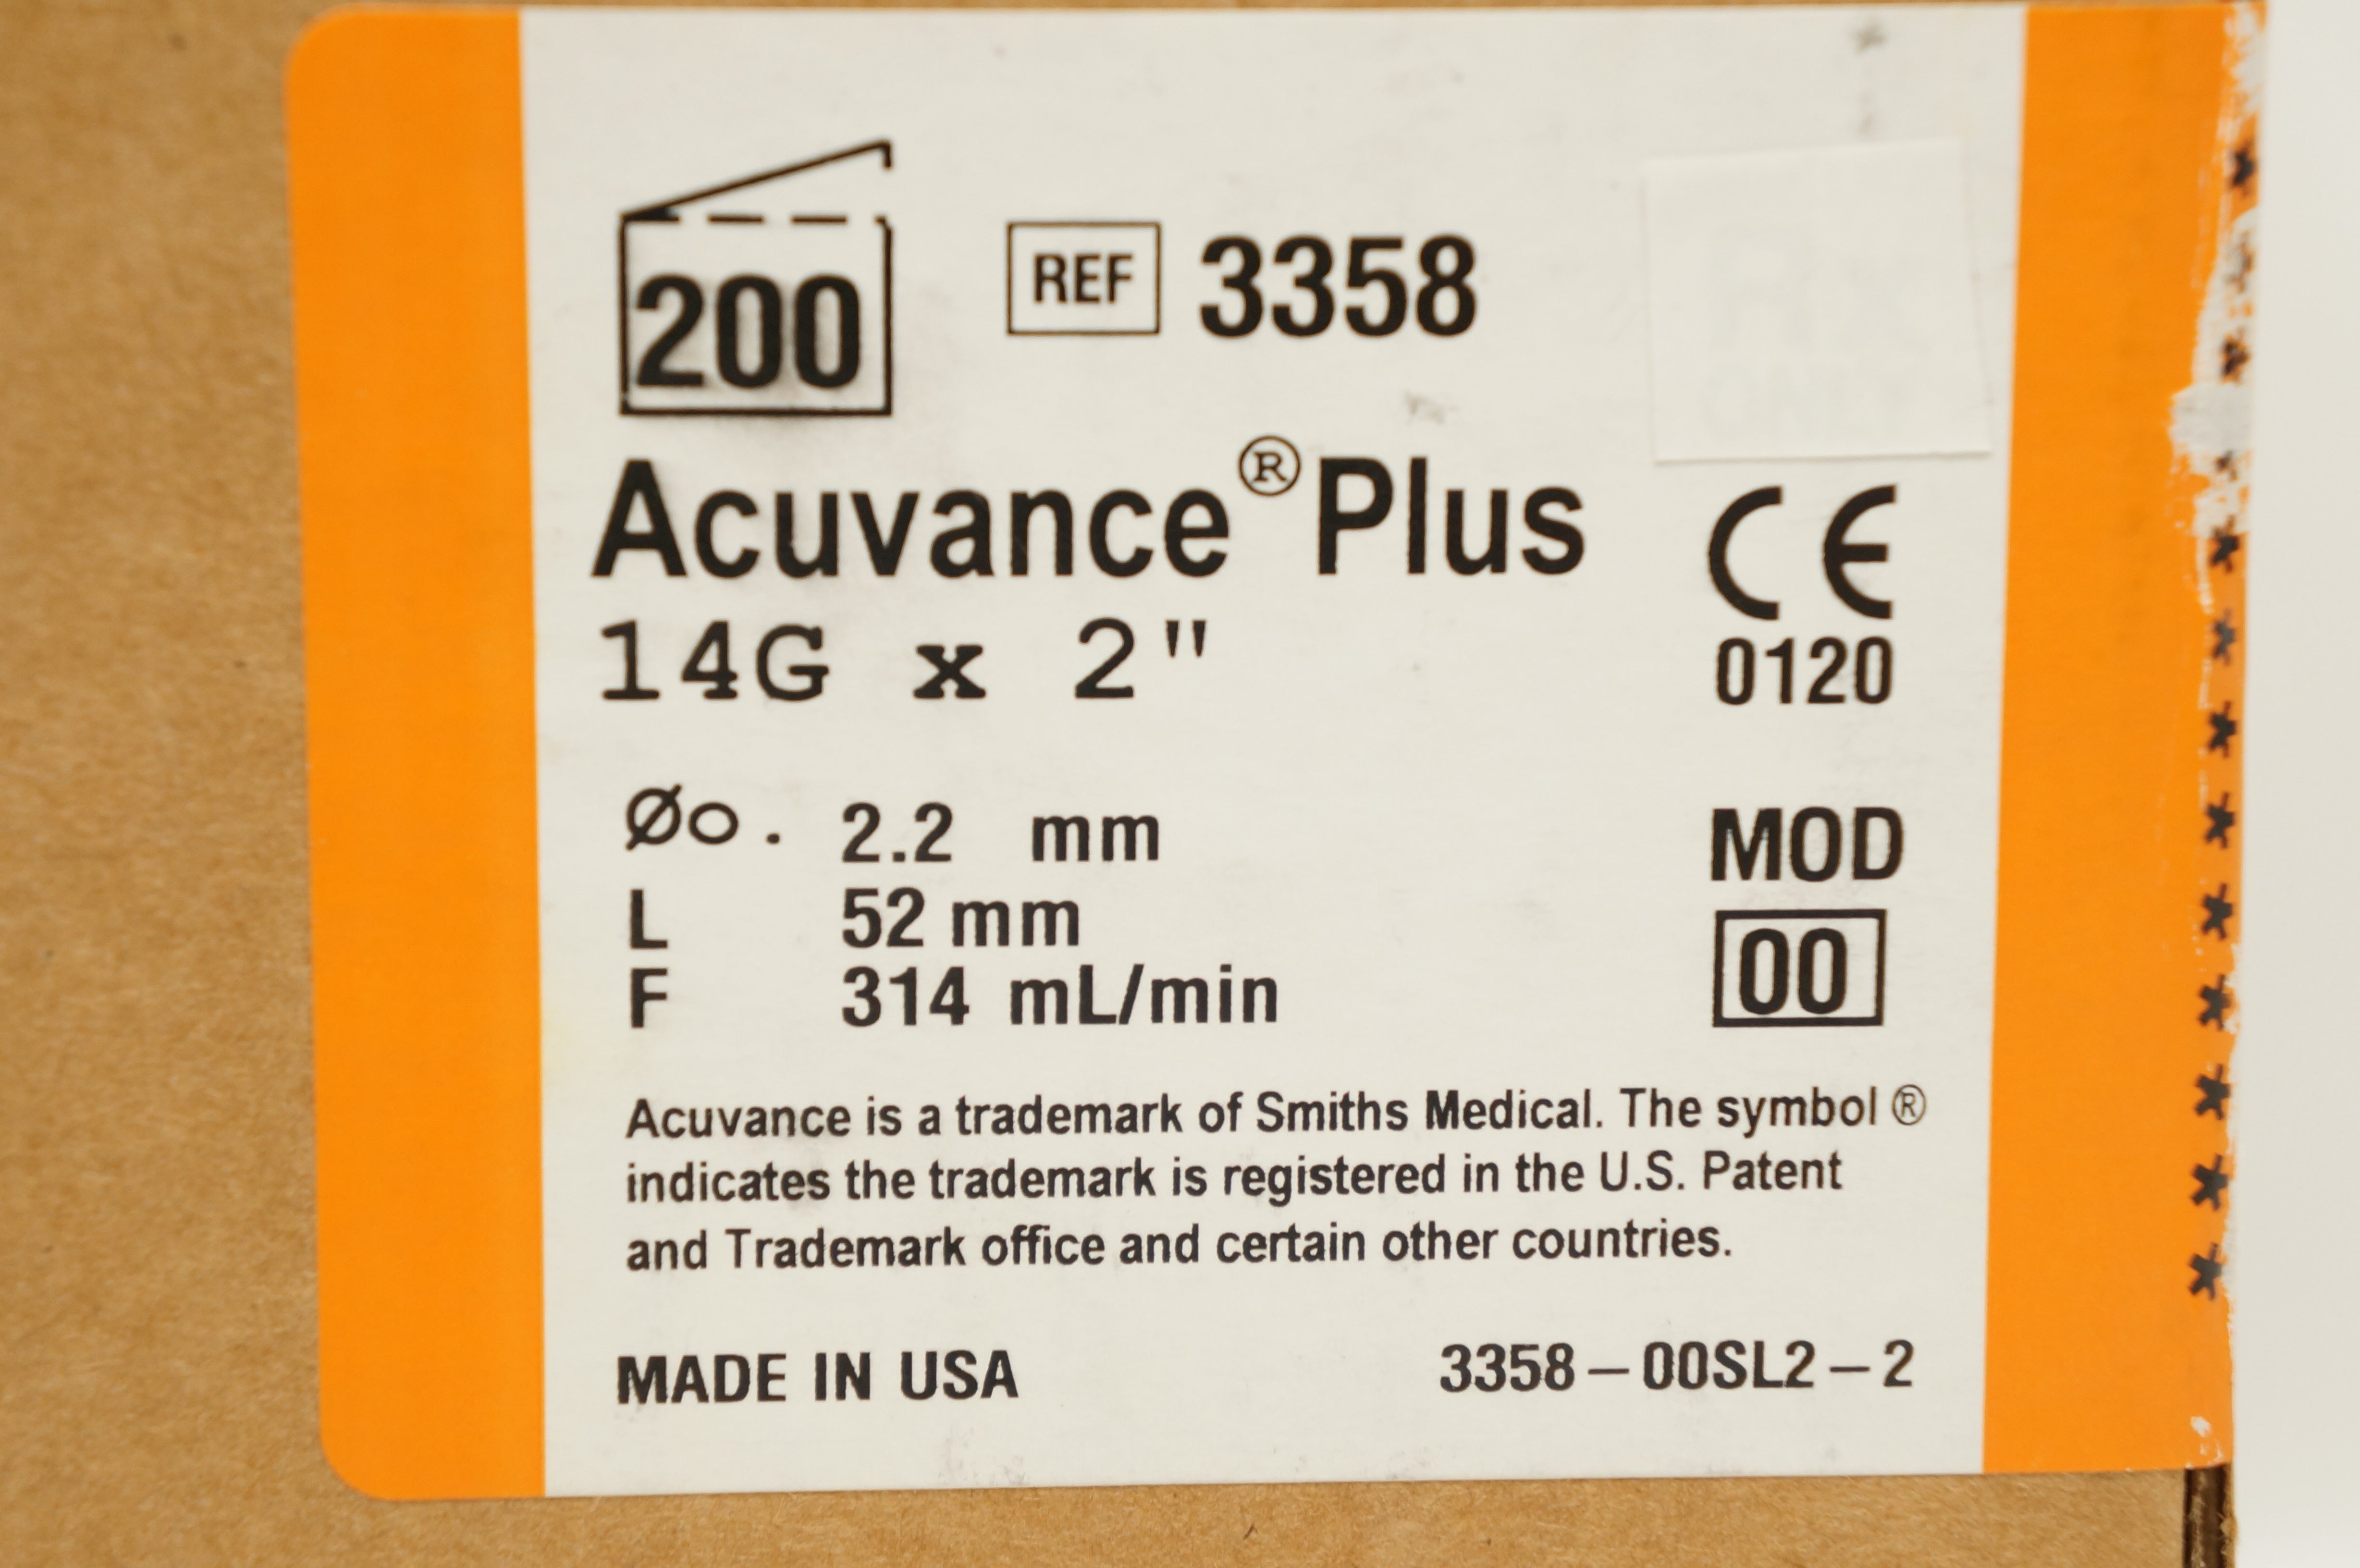 200
REF 3358
Acuvance® Plus
14G x 2"
CE
0120
Øo. 2.2 mm
L 52 mm
F 314 mL/min
MOD
00
Acuvance is a trademark of Smiths Medical. The symbol ®
indicates the trademark is registered in the U.S. Patent
and Trademark office and certain other countries.
MADE IN USA
3358-00SL2-2